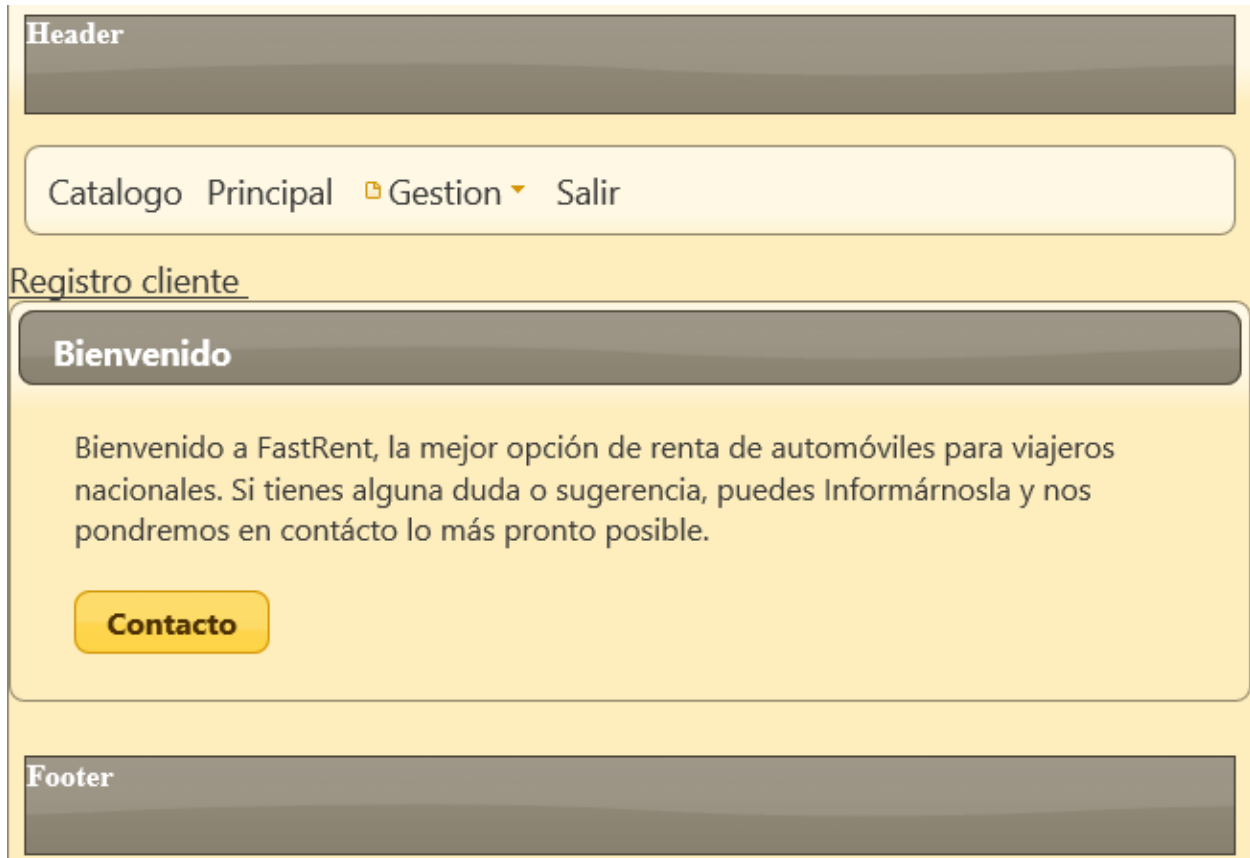 Header
Catalogo Principal Gestion Salir
Registro cliente
Bienvenido
Bienvenido a FastRent, la mejor opción de renta de automóviles para viajeros
nacionales. Si tienes alguna duda o sugerencia, puedes Informárnosla y nos
pondremos en contácto lo más pronto posible.
Contacto
Footer